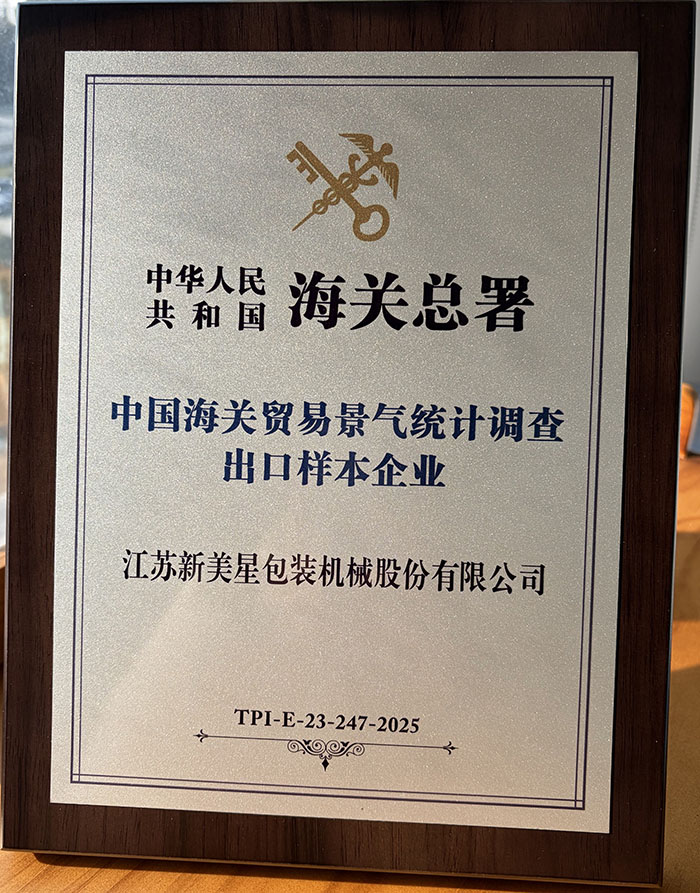 中华人民
共和国
海关总署
中国海关贸易景气统计调查
出口样本企业
江苏新美星包装机械股份有限公司
TPI-E-23-247-2025